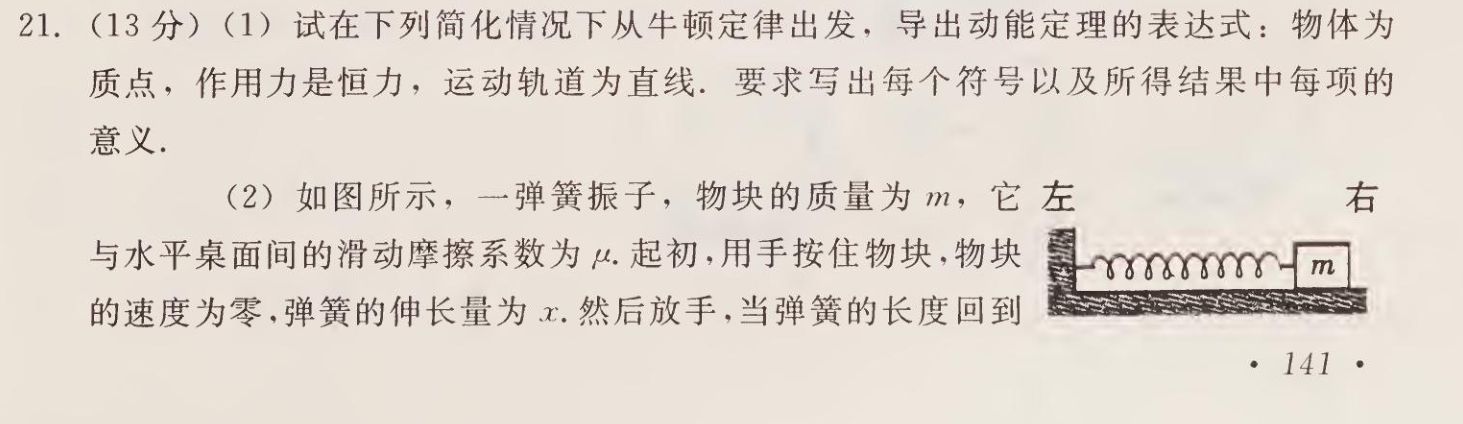 21. (13分)(1) 试在下列简化情况下从牛顿定律出发，导出动能定理的表达式：物体为
质点，作用力是恒力，运动轨道为直线．要求写出每个符号以及所得结果中每项的
意义．
(2) 如图所示，一弹簧振子，物块的质量为 m，它
与水平桌面间的滑动摩擦系数为 μ. 起初，用手按住物块，物块
的速度为零，弹簧的伸长量为 x. 然后放手，当弹簧的长度回到
左 右
m
· 141 ·